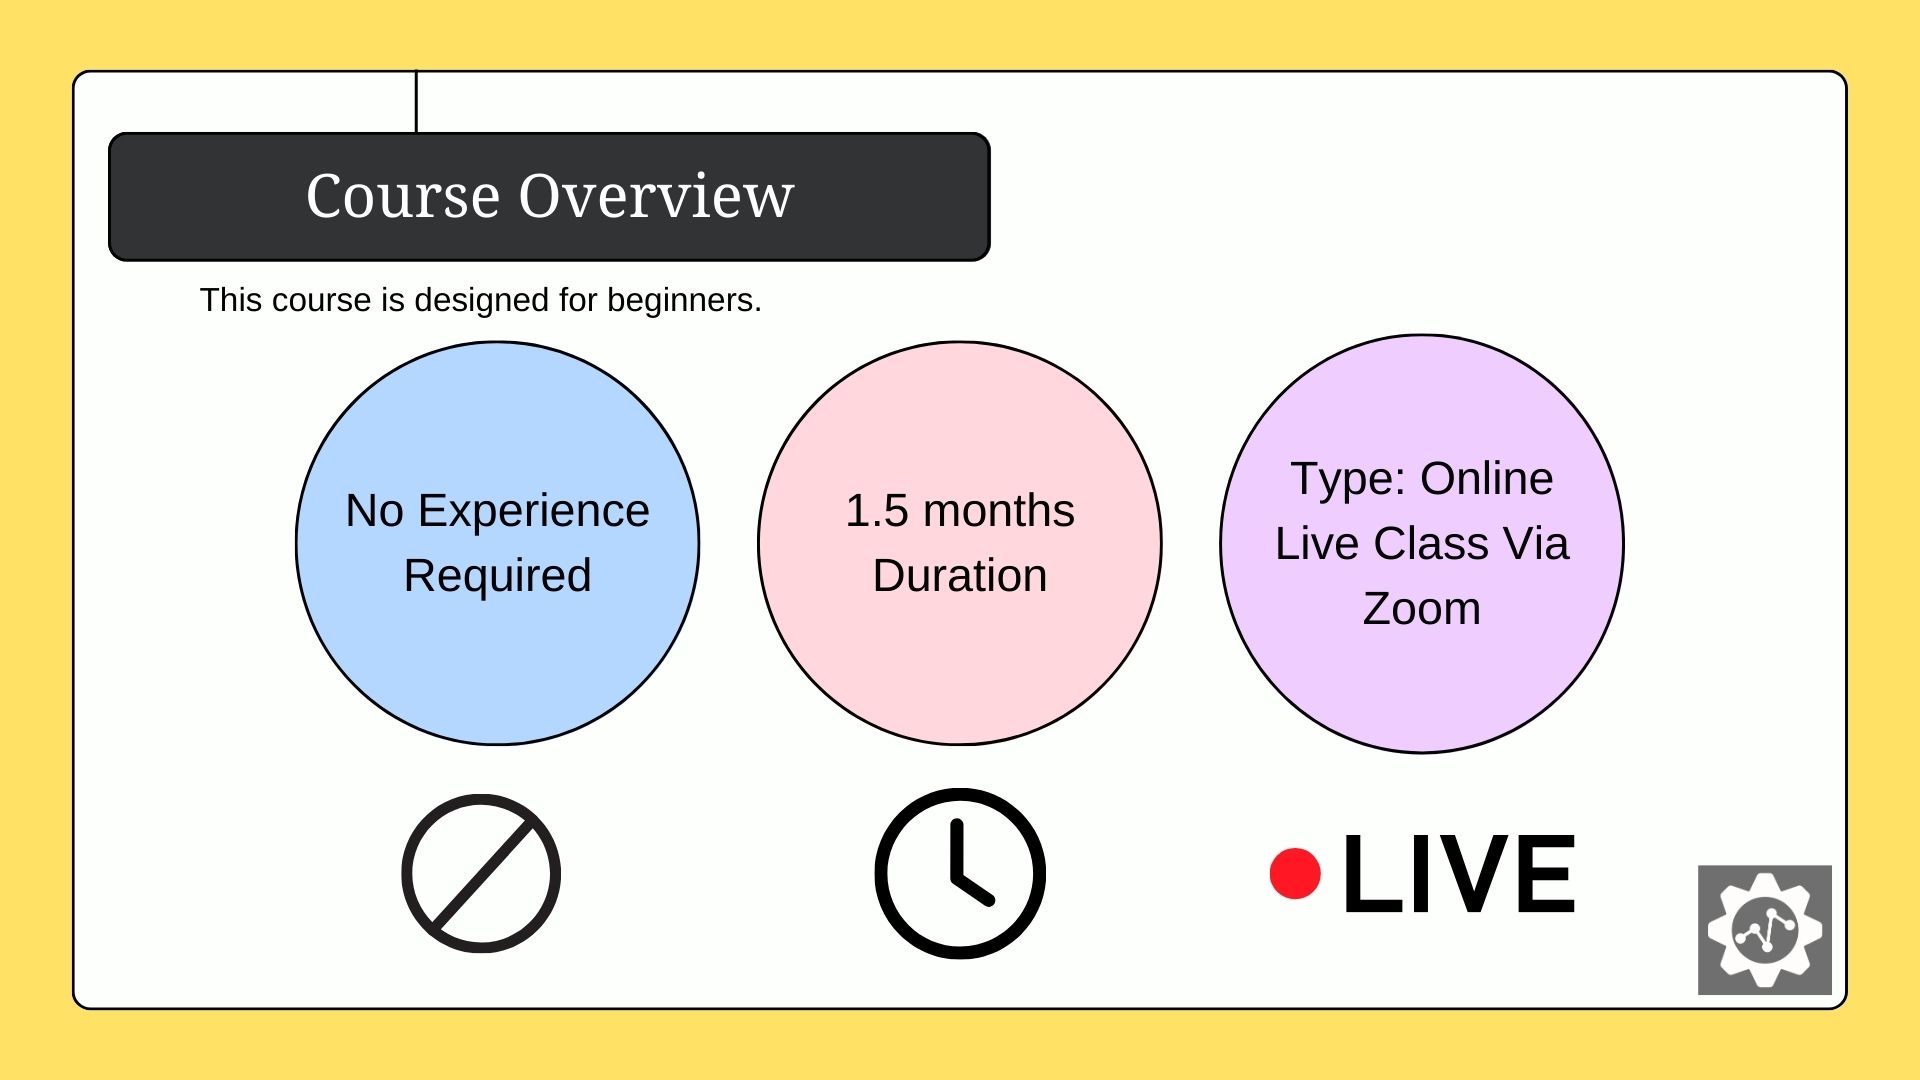 Course Overview
This course is designed for beginners.
No Experience
Required
1.5 months
Duration
Type: Online
Live Class Via
Zoom
LIVE